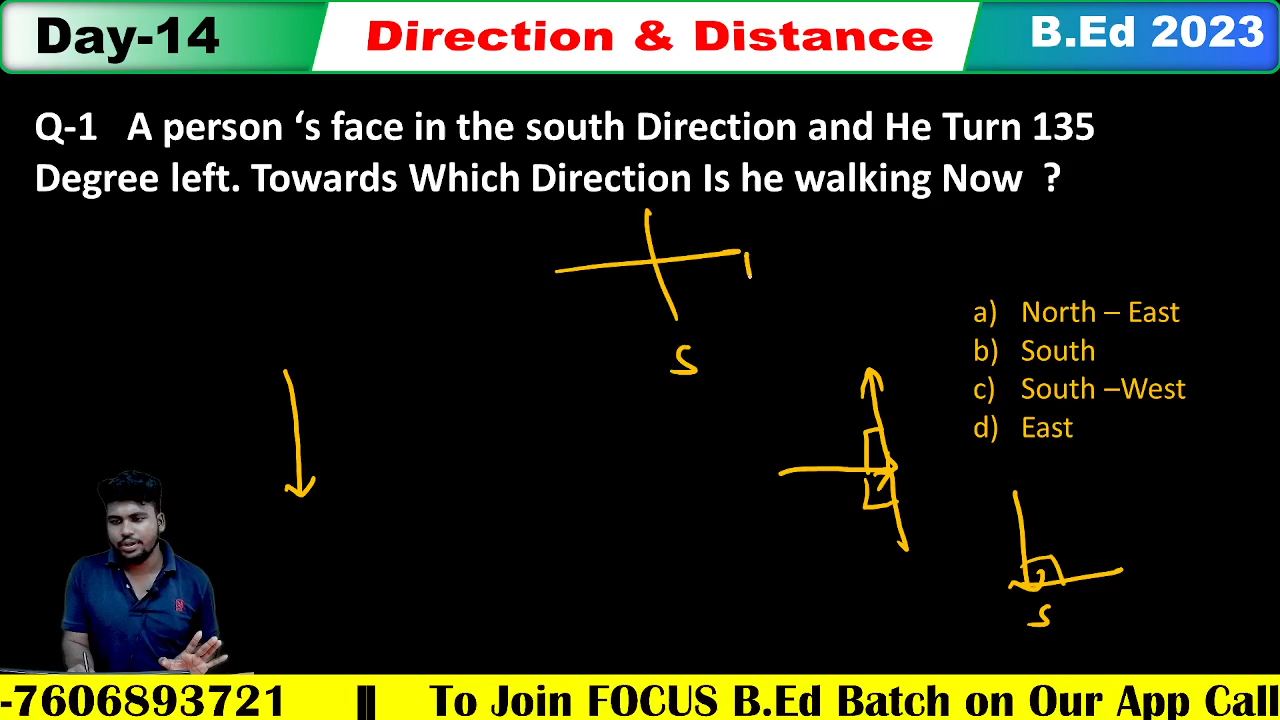 Day-14
Direction & Distance
B.Ed 2023
Q-1 A person ‘s face in the south Direction and He Turn 135
Degree left. Towards Which Direction Is he walking Now ?
S
a) North – East
b) South
c) South –West
d) East
S
-7606893721 || To Join FOCUS B.Ed Batch on Our App Call